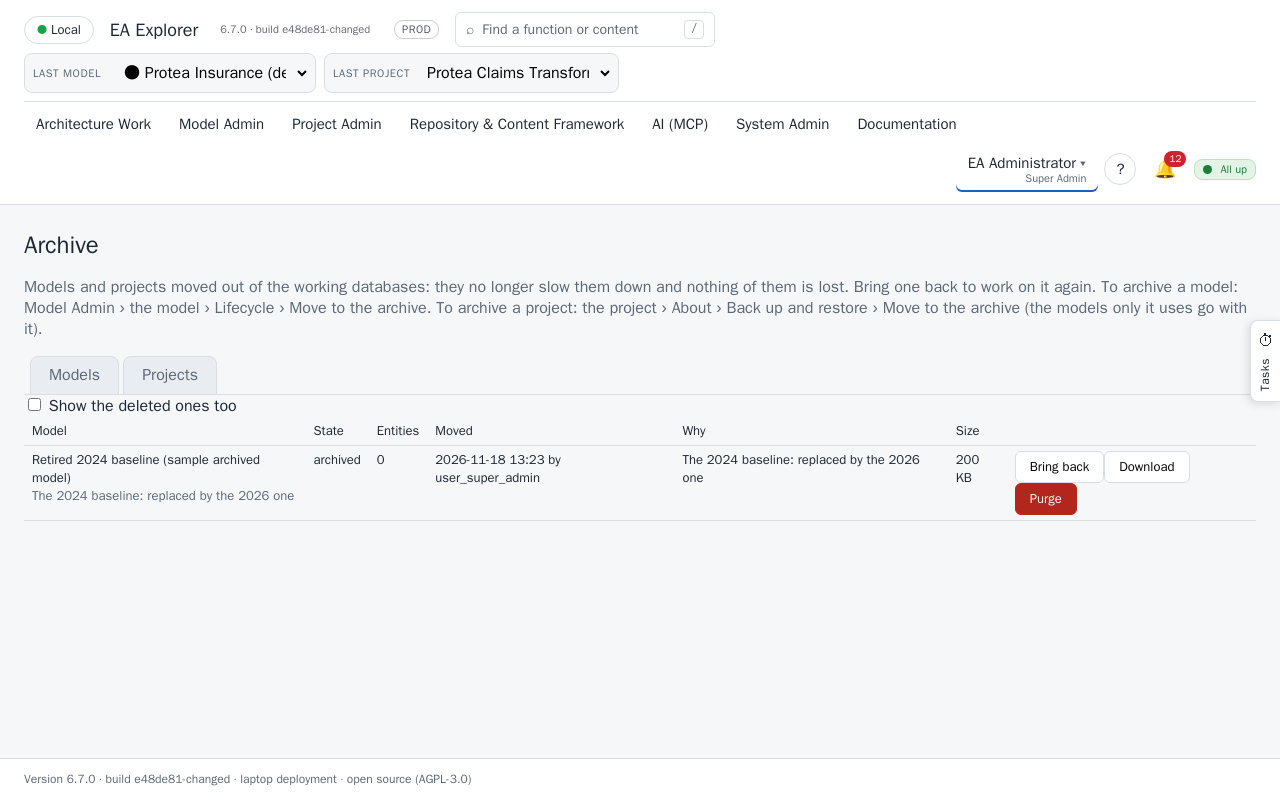 Local
EA Explorer
6.7.0 · build e48de81-changed
PROD
Find a function or content
/
LAST MODEL
Protea Insurance (de
LAST PROJECT
Protea Claims Transforr
Architecture Work
Model Admin
Project Admin
Repository & Content Framework
AI (MCP)
System Admin
Documentation
EA Administrator ▾
Super Admin
?
12
All up
Archive
Models and projects moved out of the working databases: they no longer slow them down and nothing of them is lost. Bring one back to work on it again. To archive a model:
Model Admin › the model › Lifecycle › Move to the archive. To archive a project: the project › About › Back up and restore › Move to the archive (the models only it uses go with
it).
Tasks
Models
Projects
Show the deleted ones too
Model
State
Entities
Moved
Why
Size
Retired 2024 baseline (sample archived
model)
The 2024 baseline: replaced by the 2026 one
archived
0
2026-11-18 13:23 by
user_super_admin
The 2024 baseline: replaced by the 2026
one
200
KB
Bring back
Download
Purge
Version 6.7.0 · build e48de81-changed · laptop deployment · open source (AGPL-3.0)